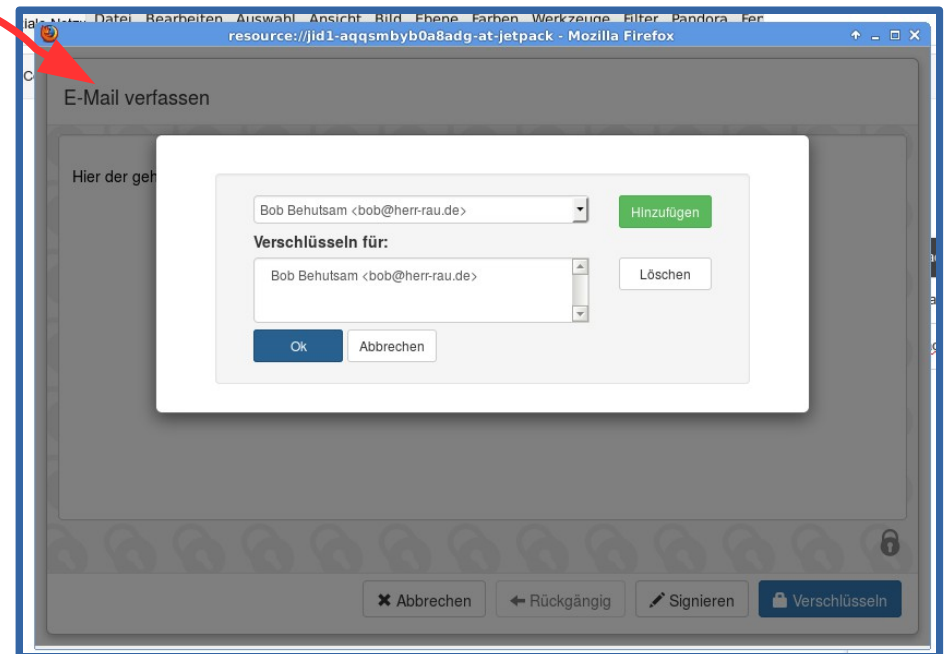 Datei Bearbeiten Auswahl Ansicht Bild Ebene Farben Werkzeuge Filter Pandora
resource://jid1-aqqsmbyb0a8adg-at-jetpack - Mozilla Firefox
E-Mail verfassen
Hier der geh
Bob Behutsam <bob@herr-rau.de>
Hinzufügen
Verschlüsseln für:
Bob Behutsam <bob@herr-rau.de>
Löschen
Ok Abbrechen
Abbrechen Rückgängig Signieren Verschlüsseln